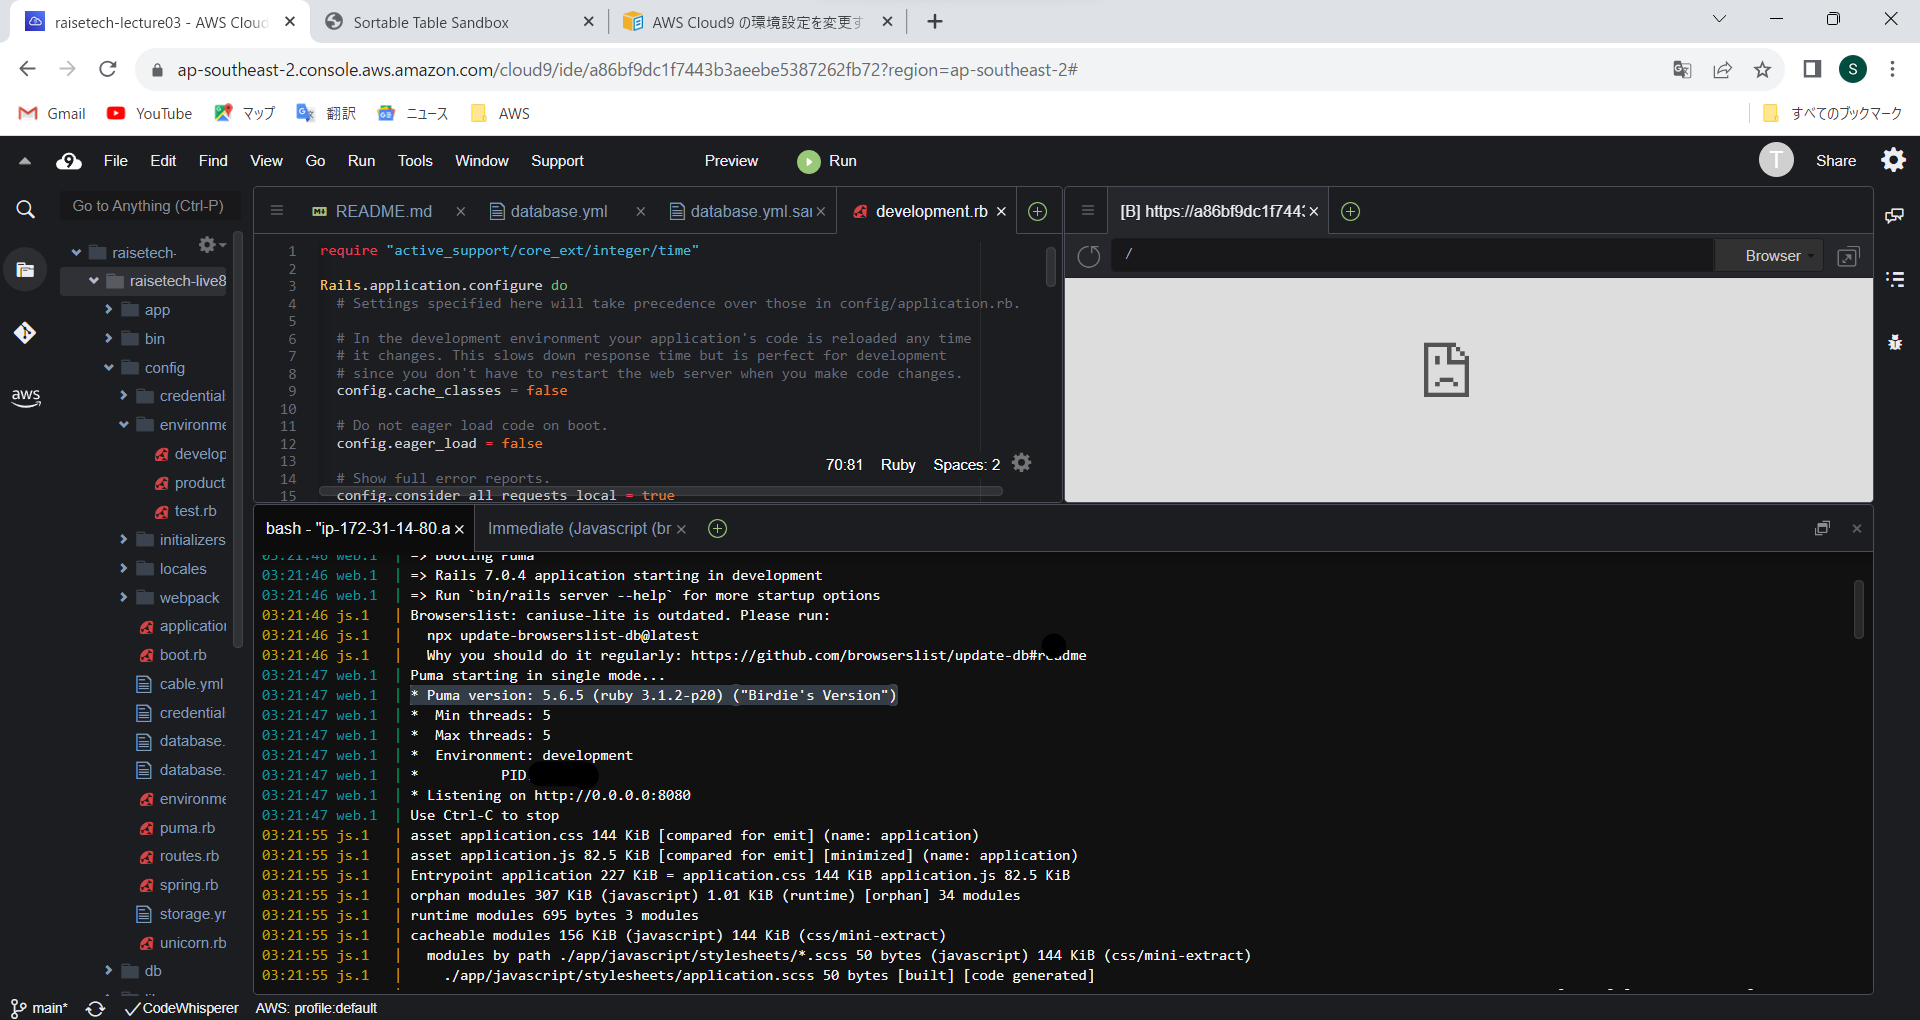 raisetech-lecture03 - AWS Cloud
Sortable Table Sandbox
AWS Cloud9 の環境設定を変更す
ap-southeast-2.console.aws.amazon.com/cloud9/ide/a86bf9dc1f7443b3aeebe5387262fb72?region=ap-southeast-2#
S
Gmail YouTube マップ 翻訳 ニュース AWS すべてのブックマーク
9 File Edit Find View Go Run Tools Window Support Preview Run T Share
Go to Anything (Ctrl-P)
README.md database.yml database.yml.sa development.rb
[B] https://a86bf9dc1f744
/ Browser
aws
raisetech-
raisetech-live8
app
bin
config
credential
environme
develop
product
test.rb
initializers
locales
webpack
application
boot.rb
cable.yml
credential
database.
database.
environme
puma.rb
routes.rb
spring.rb
storage.yr
unicorn.rb
db
1 require "active_support/core_ext/integer/time"
2
3 Rails.application.configure do
4 # Settings specified here will take precedence over those in config/application.rb.
5
6 # In the development environment your application's code is reloaded any time
7 # it changes. This slows down response time but is perfect for development
8 # since you don't have to restart the web server when you make code changes.
9 config.cache_classes = false
10
11 # Do not eager load code on boot.
12 config.eager_load = false
13
14 # Show full error reports.
15 config.consider_all_requests_local = true
70:81 Ruby Spaces: 2
bash - "ip-172-31-14-80.a Immediate (Javascript (br
03:21:46 web.1 | => Booting Puma
03:21:46 web.1 | => Rails 7.0.4 application starting in development
03:21:46 web.1 | => Run `bin/rails server --help` for more startup options
03:21:46 js.1 | Browserslist: caniuse-lite is outdated. Please run:
03:21:46 js.1 | npx update-browserslist-db@latest
03:21:46 js.1 | Why you should do it regularly: https://github.com/browserslist/update-db#readme
03:21:47 web.1 | Puma starting in single mode...
03:21:47 web.1 | * Puma version: 5.6.5 (ruby 3.1.2-p20) ("Birdie's Version")
03:21:47 web.1 | * Min threads: 5
03:21:47 web.1 | * Max threads: 5
03:21:47 web.1 | * Environment: development
03:21:47 web.1 | * PID
03:21:47 web.1 | * Listening on http://0.0.0.0:8080
03:21:47 web.1 | Use Ctrl-C to stop
03:21:55 js.1 | asset application.css 144 KiB [compared for emit] (name: application)
03:21:55 js.1 | asset application.js 82.5 KiB [compared for emit] [minimized] (name: application)
03:21:55 js.1 | Entrypoint application 227 KiB = application.css 144 KiB application.js 82.5 KiB
03:21:55 js.1 | orphan modules 307 KiB (javascript) 1.01 KiB (runtime) [orphan] 34 modules
03:21:55 js.1 | runtime modules 695 bytes 3 modules
03:21:55 js.1 | cacheable modules 156 KiB (javascript) 144 KiB (css/mini-extract)
03:21:55 js.1 | modules by path ./app/javascript/stylesheets/*.scss 50 bytes (javascript) 144 KiB (css/mini-extract)
03:21:55 js.1 | ./app/javascript/stylesheets/application.scss 50 bytes [built] [code generated]
main* CodeWhisperer AWS: profile:default